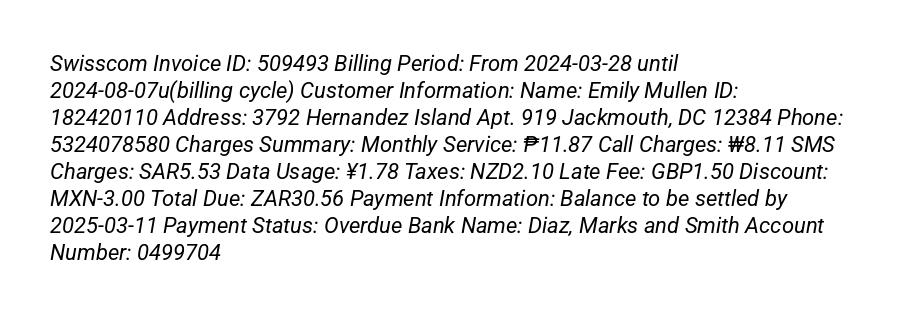 Swisscom Invoice ID: 509493 Billing Period: From 2024-03-28 until
2024-08-07u(billing cycle) Customer Information: Name: Emily Mullen ID:
182420110 Address: 3792 Hernandez Island Apt. 919 Jackmouth, DC 12384 Phone:
5324078580 Charges Summary: Monthly Service: ₱11.87 Call Charges: ₩8.11 SMS
Charges: SAR5.53 Data Usage: ¥1.78 Taxes: NZD2.10 Late Fee: GBP1.50 Discount:
MXN-3.00 Total Due: ZAR30.56 Payment Information: Balance to be settled by
2025-03-11 Payment Status: Overdue Bank Name: Diaz, Marks and Smith Account
Number: 0499704